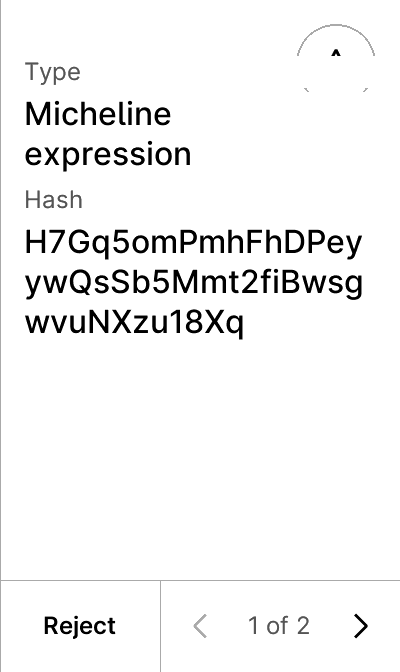 Type
Micheline
expression
Hash
H7Gq5omPmhFhDPey
ywQsSb5Mmt2fiBwsg
wvuNXzu18Xq
Reject
1 of 2